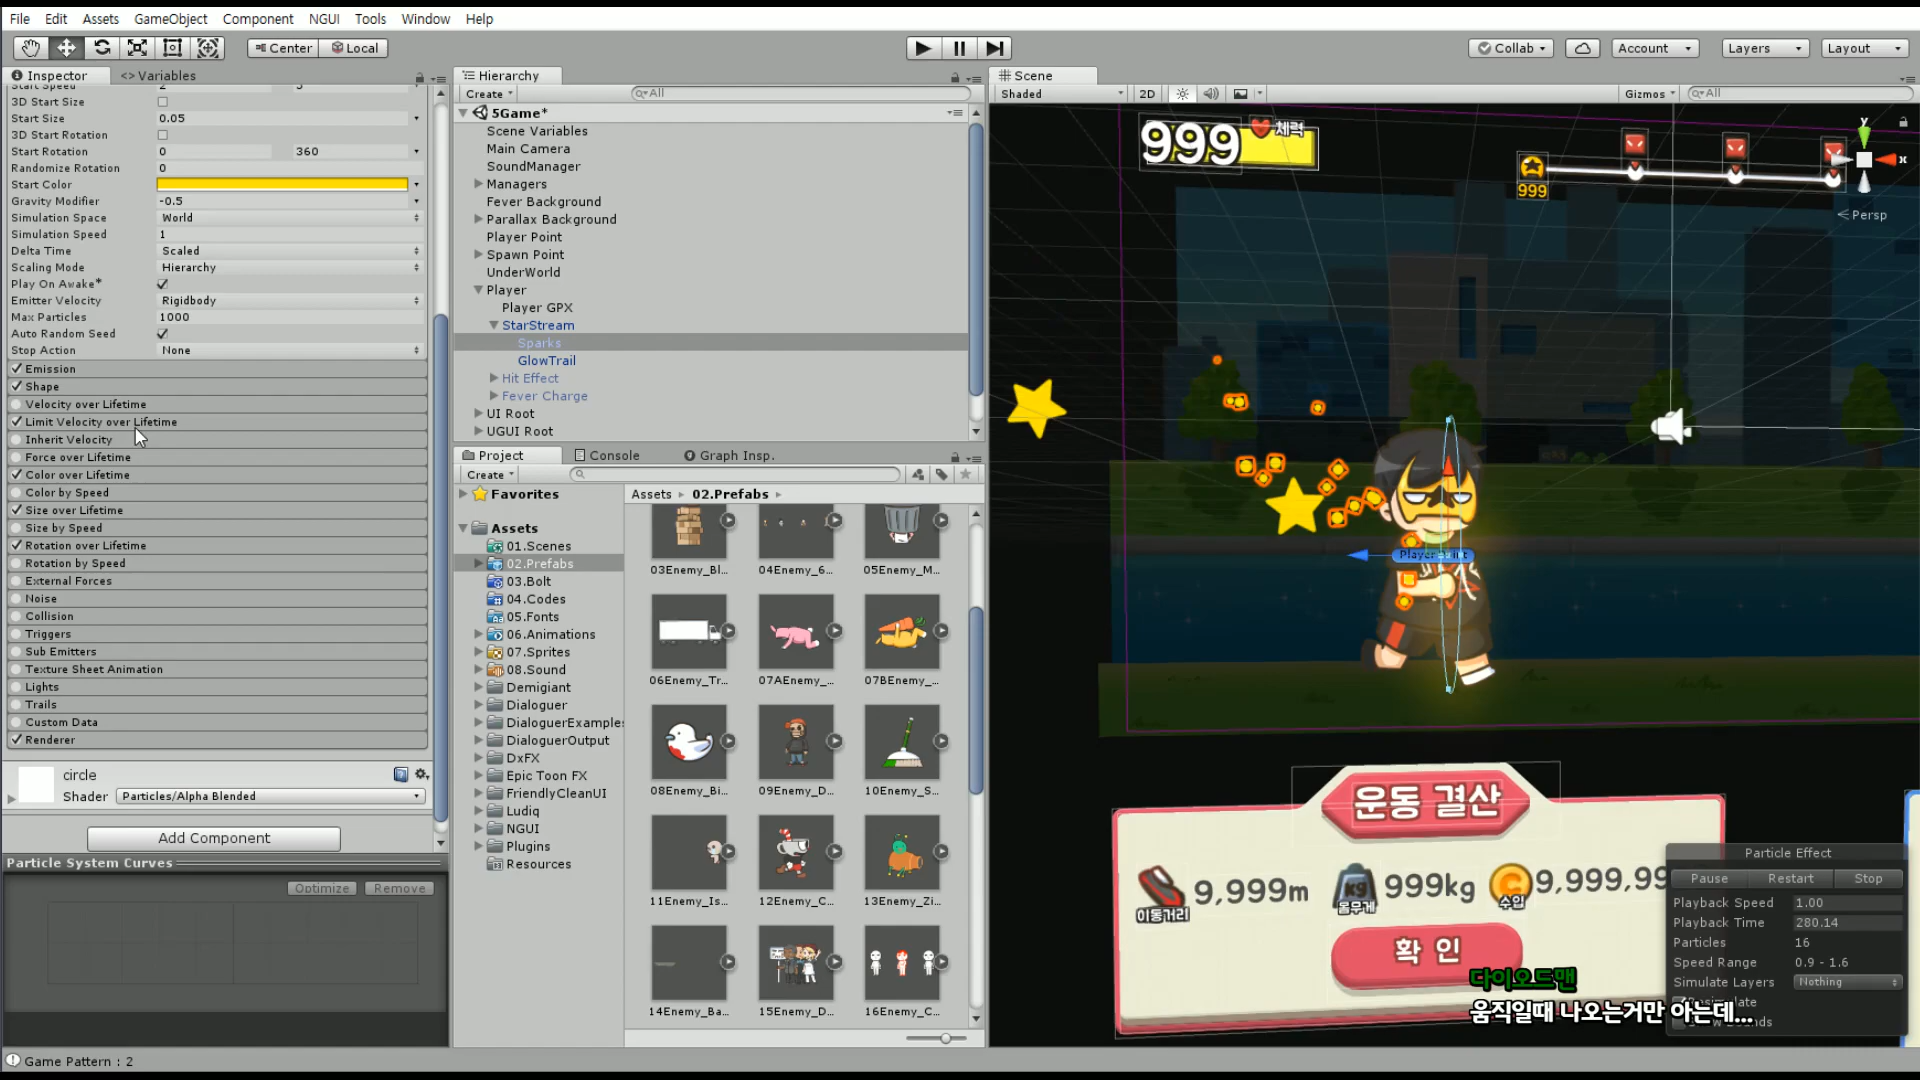 File Edit Assets GameObject Component NGUI Tools Window Help
Center Local
Collab Account Layers Layout
Inspector <> Variables
Start Speed 2
3D Start Size
Start Size 0.05
3D Start Rotation
Start Rotation 0 360
Randomize Rotation 0
Start Color
Gravity Modifier -0.5
Simulation Space World
Simulation Speed 1
Delta Time Scaled
Scaling Mode Hierarchy
Play On Awake*
Emitter Velocity Rigidbody
Max Particles 1000
Auto Random Seed
Stop Action None
Emission
Shape
Velocity over Lifetime
Limit Velocity over Lifetime
Inherit Velocity
Force over Lifetime
Color over Lifetime
Color by Speed
Size over Lifetime
Size by Speed
Rotation over Lifetime
Rotation by Speed
External Forces
Noise
Collision
Triggers
Sub Emitters
Texture Sheet Animation
Lights
Trails
Custom Data
Renderer
circle
Shader Particles/Alpha Blended
Add Component
Particle System Curves
Optimize Remove
Game Pattern : 2
Hierarchy
Create All
5Game*
Scene Variables
Main Camera
SoundManager
Managers
Fever Background
Parallax Background
Player Point
Spawn Point
UnderWorld
Player
Player GPX
StarStream
Sparks
GlowTrail
Hit Effect
Fever Charge
UI Root
UGUI Root
Project Console Graph Insp.
Create
Favorites
Assets
01.Scenes
02.Prefabs
03.Bolt
04.Codes
05.Fonts
06.Animations
07.Sprites
08.Sound
Demigiant
Dialoguer
DialoguerExamples
DialoguerOutput
DxFX
Epic Toon FX
FriendlyCleanUI
Ludiq
NGUI
Plugins
Resources
Assets 02.Prefabs
03Enemy_Bl... 04Enemy_6... 05Enemy_M...
06Enemy_Tr... 07AEnemy_... 07BEnemy_...
08Enemy_Bi... 09Enemy_D... 10Enemy_S...
11Enemy_Is... 12Enemy_C... 13Enemy_Zi...
14Enemy_Ba... 15Enemy_D... 16Enemy_C...
Scene
Shaded 2D Gizmos All
999 체력
999
y
x
Persp
Player Point
운동 결산
9,999m 999kg 9,999,99
이동거리 kg 몸무게 수입
확 인
Particle Effect
Pause Restart Stop
Playback Speed 1.00
Playback Time 280.14
Particles 16
Speed Range 0.9 - 1.6
Simulate Layers Nothing
다이오드맨
움직일때 나오는거만 아는데...